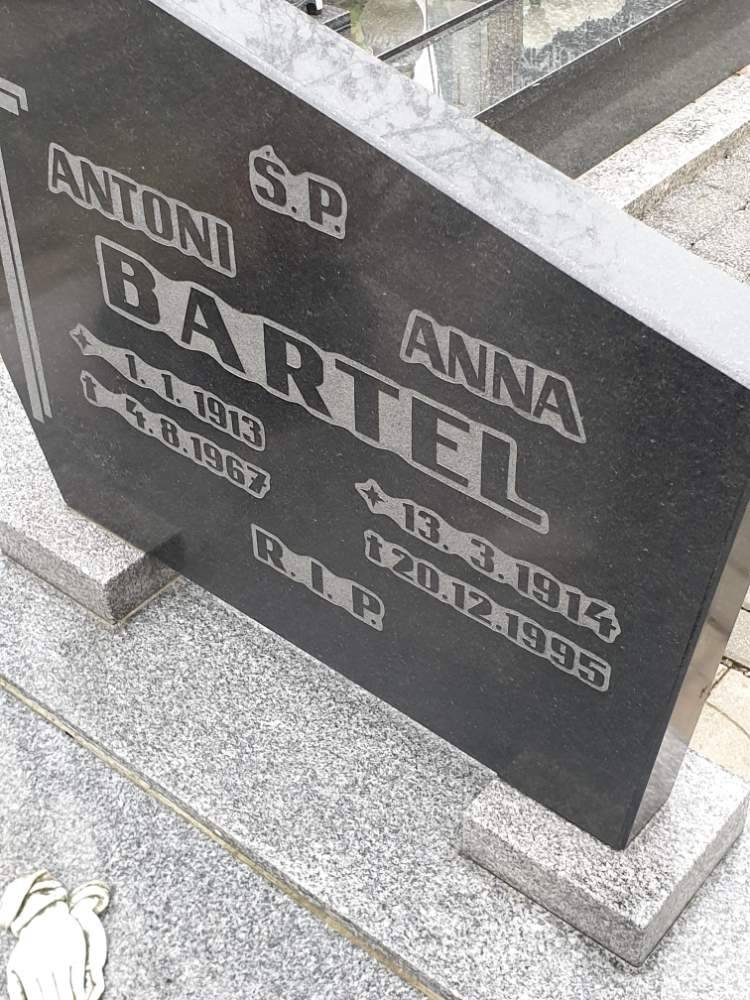 Ś.P.
ANTONI ANNA
BARTEL
* 1. 1. 1913
† 4. 8. 1967
* 13. 3. 1914
† 20.12.1995
R. I. P.